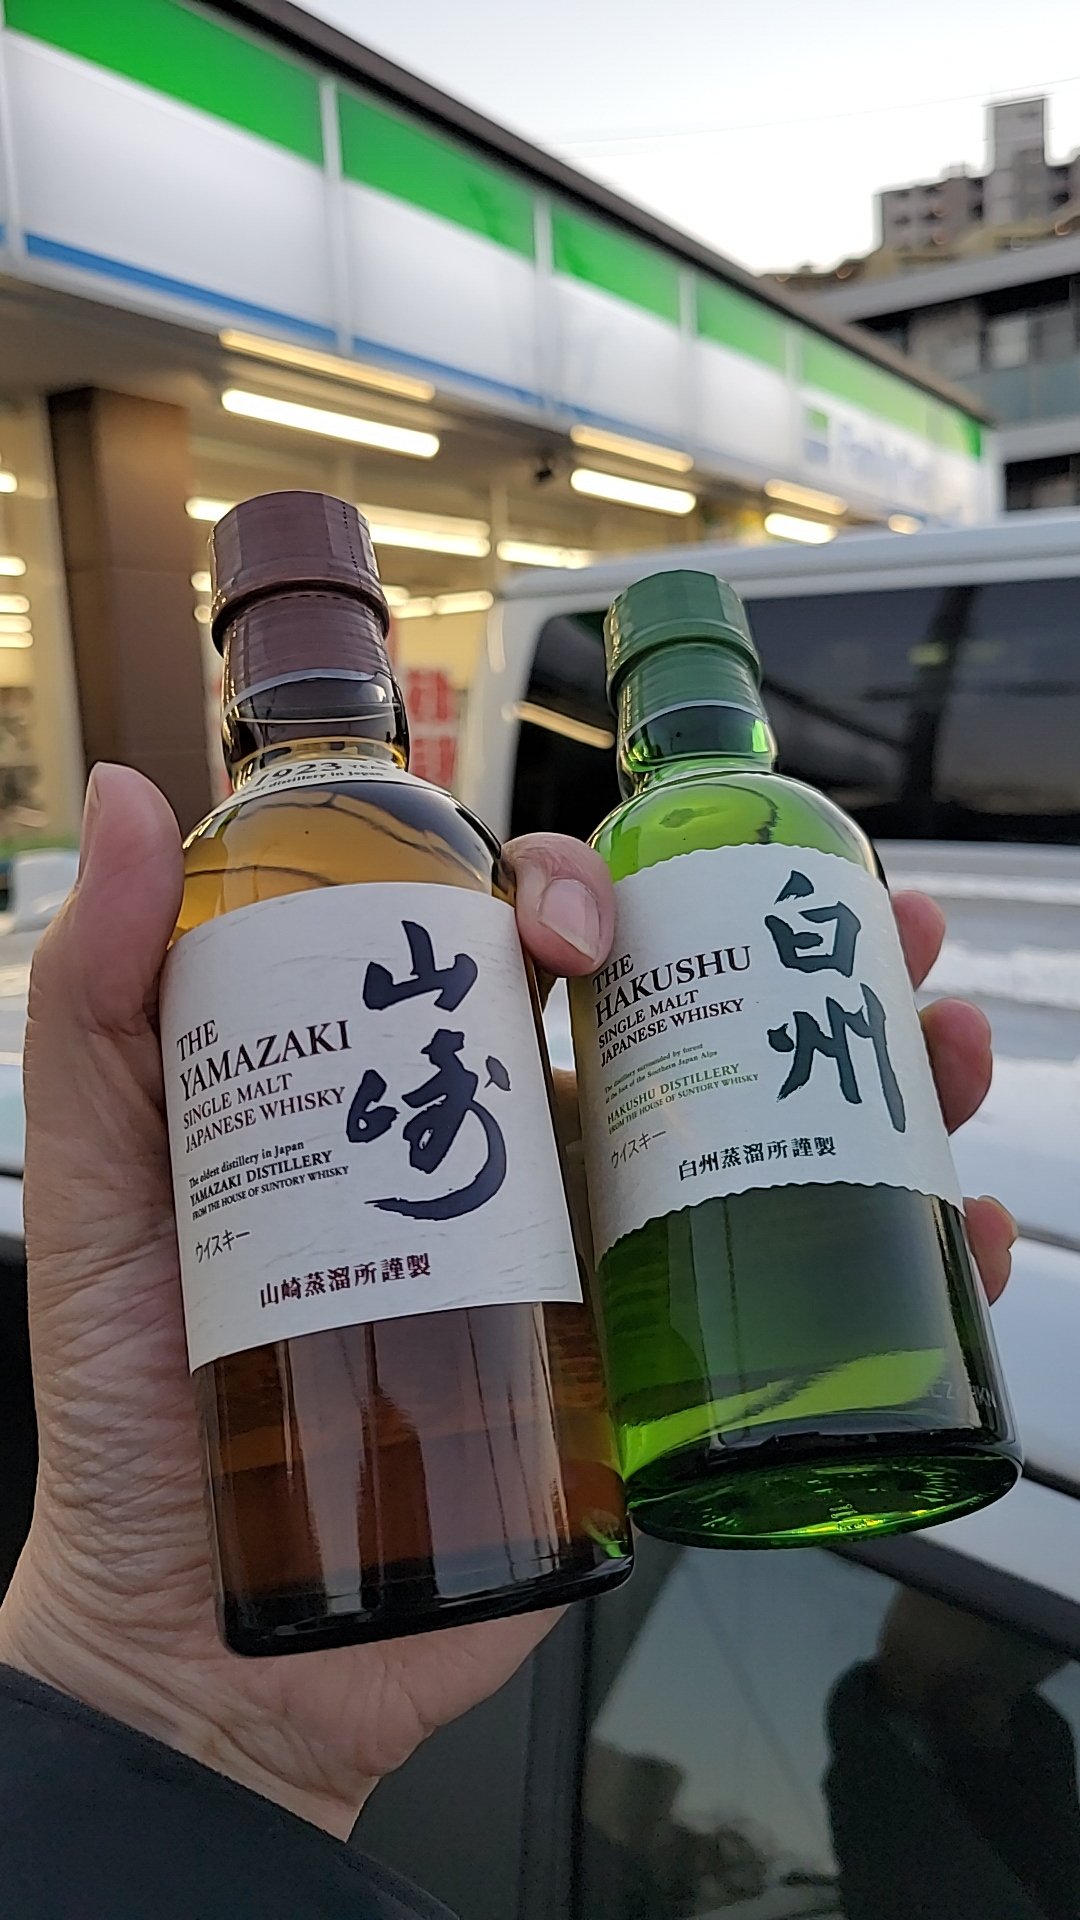 1923
distillery in Japan
山崎
THE
YAMAZAKI
SINGLE MALT
JAPANESE WHISKY
The oldest distillery in Japan
YAMAZAKI DISTILLERY
FROM THE HOUSE OF SUNTORY WHISKY
ウイスキー
山崎蒸溜所謹製
白州
THE
HAKUSHU
SINGLE MALT
JAPANESE WHISKY
The distillery surrounded by forest
at the foot of the Southern Japan Alps
HAKUSHU DISTILLERY
FROM THE HOUSE OF SUNTORY WHISKY
ウイスキー
白州蒸溜所謹製